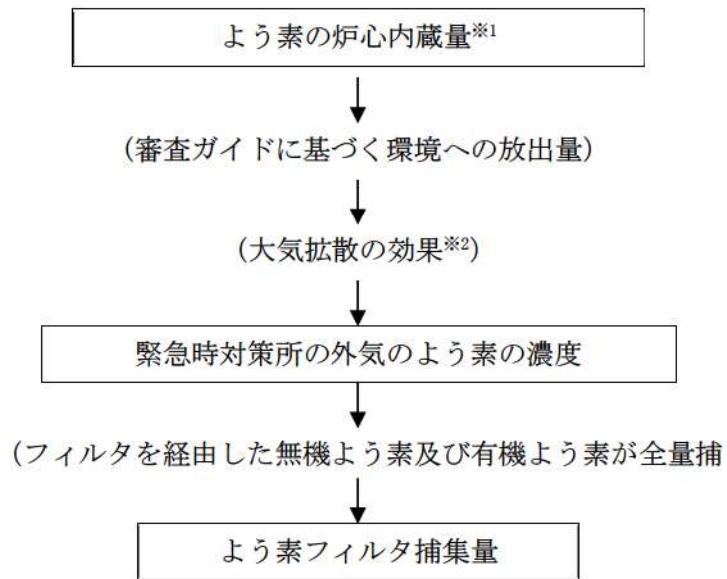 よう素の炉心内蔵量※1
(審査ガイドに基づく環境への放出量)
(大気拡散の効果※2)
緊急時対策所の外気のよう素の濃度
(フィルタを経由した無機よう素及び有機よう素が全量捕
よう素フィルタ捕集量